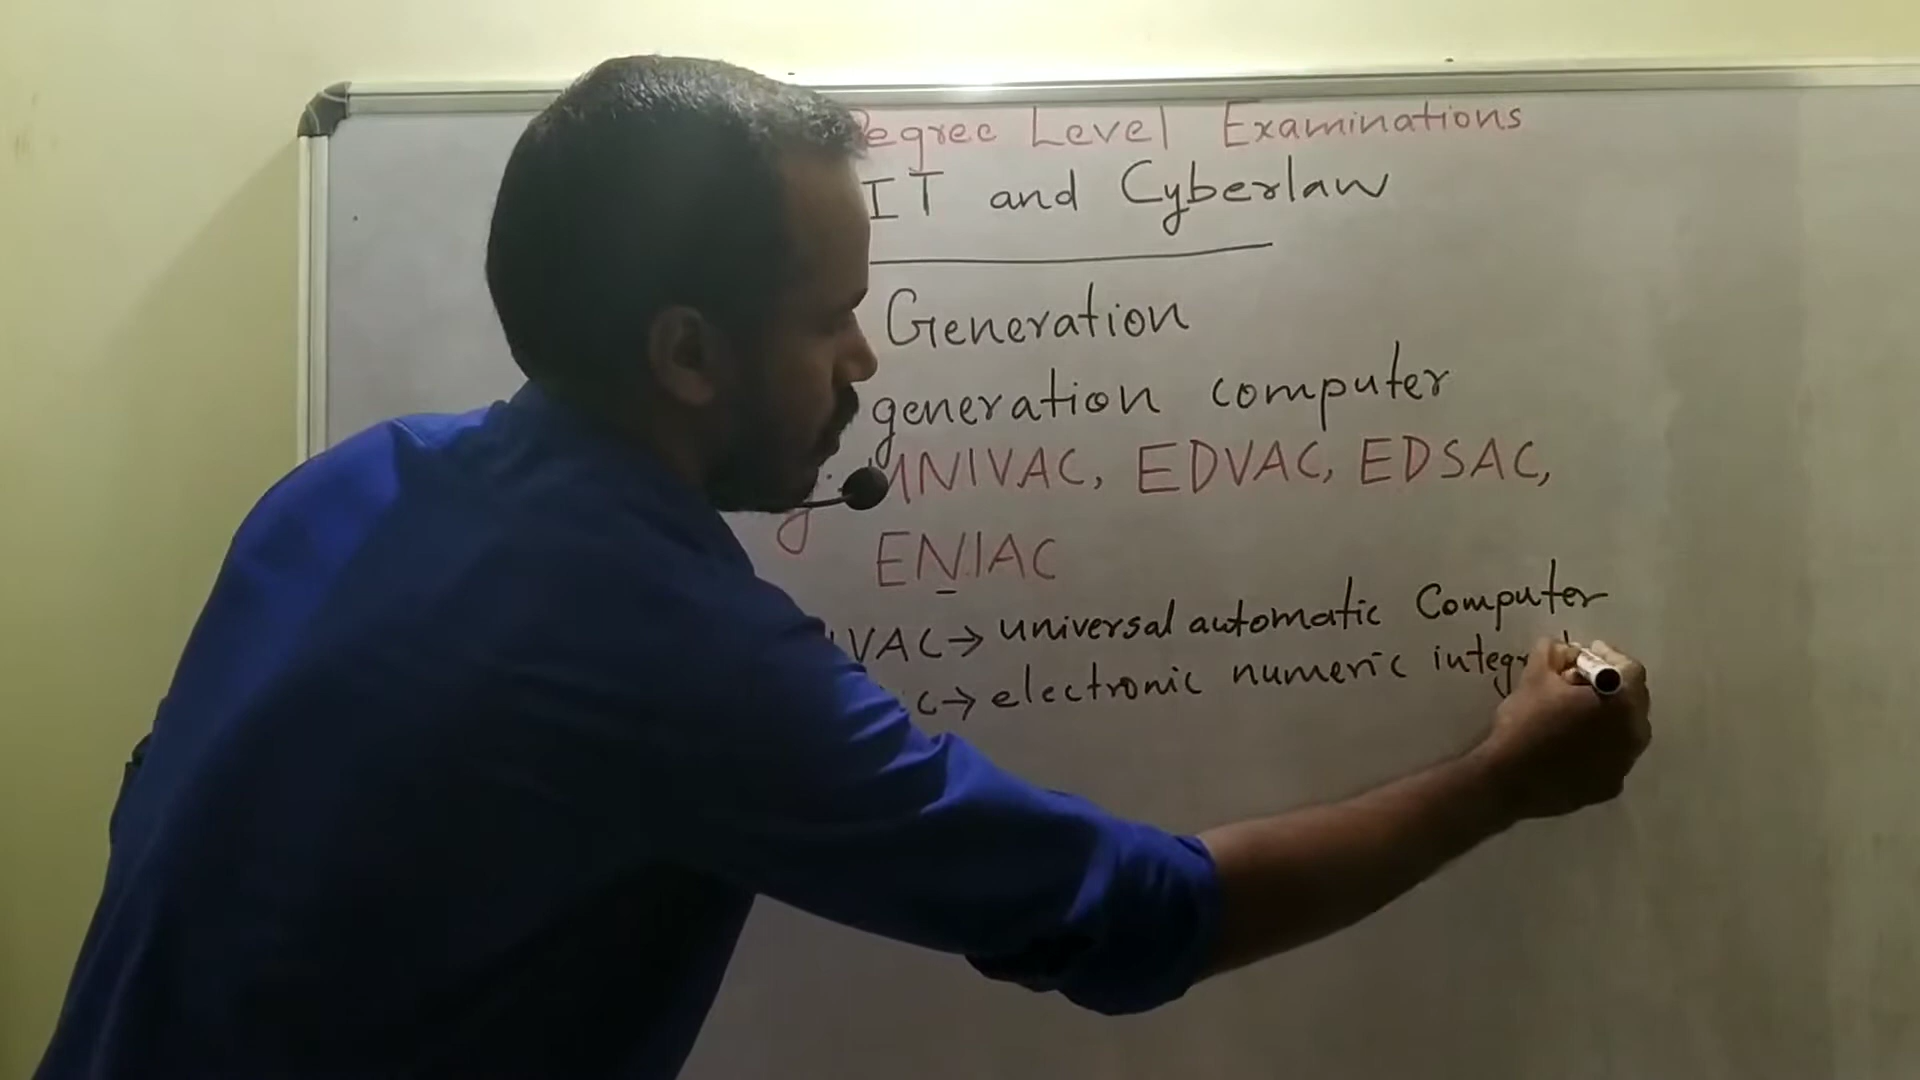 Degree Level Examinations
IT and Cyberlaw
Generation
generation computer
UNIVAC, EDVAC, EDSAC,
ENIAC
VAC → universal automatic Computer
C → electronic numeric integ